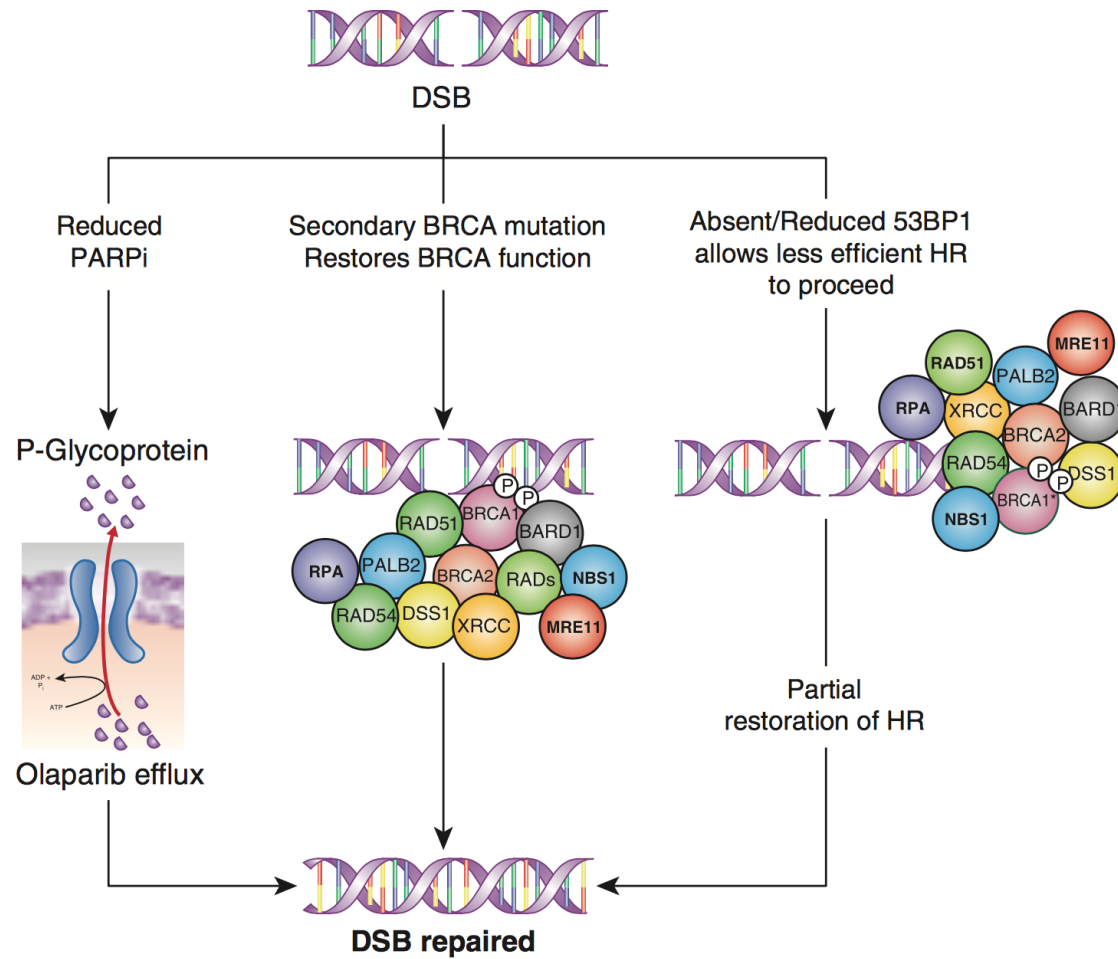 DSB
Reduced
PARPi
Secondary BRCA mutation
Restores BRCA function
Absent/Reduced 53BP1
allows less efficient HR
to proceed
P-Glycoprotein
ADP +
Pi
ATP
Olaparib efflux
P
P
RAD51
BRCA1
BARD1
RPA
PALB2
BRCA2
RADs
NBS1
RAD54
DSS1
XRCC
MRE11
MRE11
RAD51
PALB2
RPA
XRCC
BARD1
BRCA2
RAD54
P
P
DSS1
NBS1
BRCA1*
Partial
restoration of HR
DSB repaired